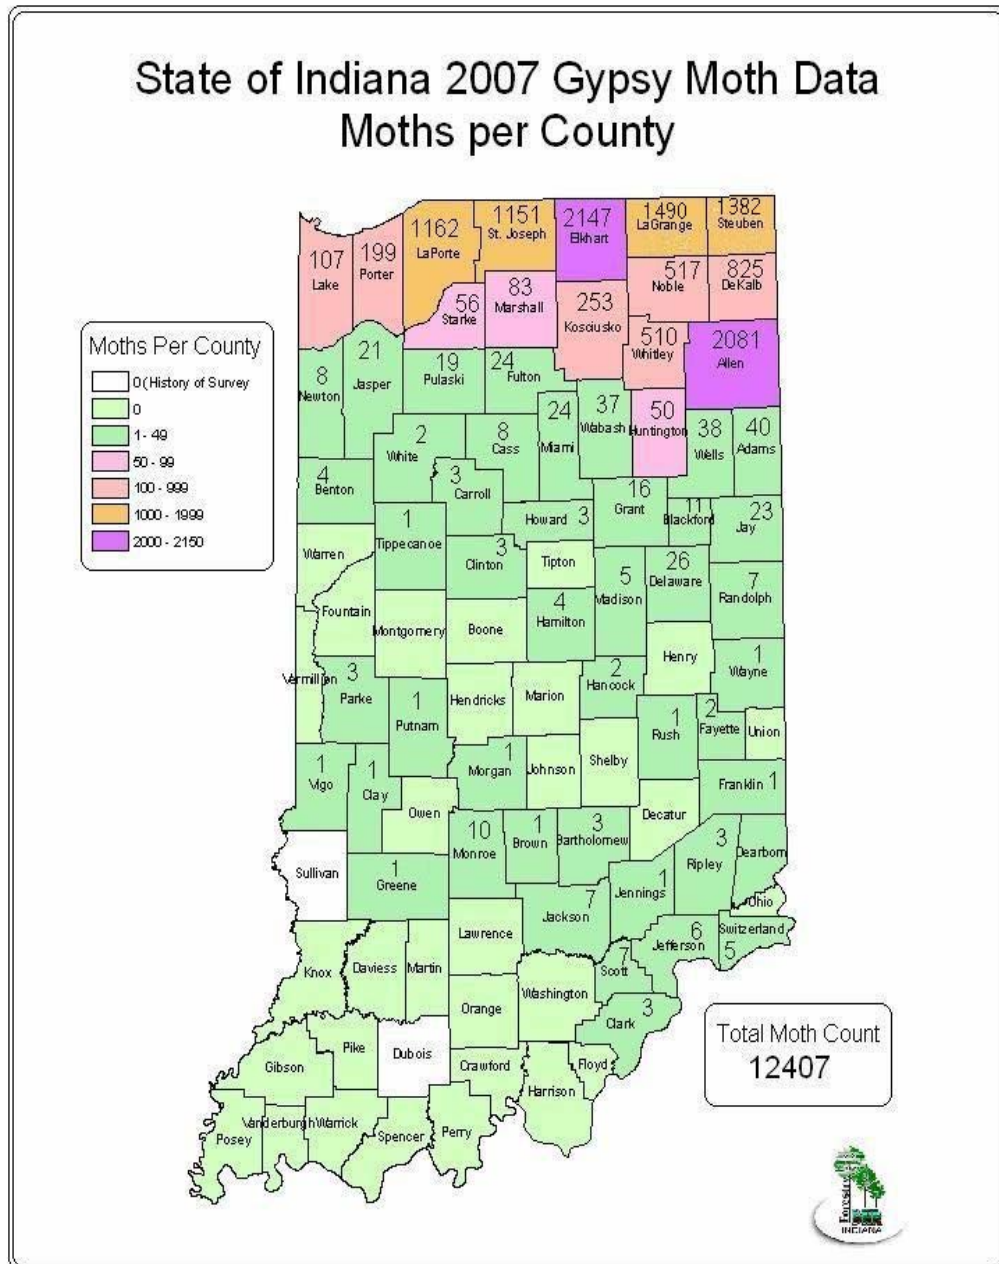 State of Indiana 2007 Gypsy Moth Data
Moths per County
107
Lake
199
Porter
1162
LaPorte
1151
St. Joseph
2147
Elkhart
1490
LaGrange
1382
Steuben
56
Starke
83
Marshall
253
Kosciusko
517
Noble
825
DeKalb
510
Whitley
2081
Allen
Moths Per County
0 (History of Survey
0
1 - 49
50 - 99
100 - 999
1000 - 1999
2000 - 2150
8
Newton
21
Jasper
19
Pulaski
24
Fulton
24
Miami
37
Wabash
50
Huntington
38
Wells
40
Adams
4
Benton
2
White
8
Cass
3
Carroll
Howard 3
16
Grant
11
Blackford
23
Jay
Warren
1
Tippecanoe
3
Clinton
Tipton
5
Madison
26
Delaware
7
Randolph
Fountain
Montgomery
Boone
4
Hamilton
Henry
1
Wayne
Vermillion
3
Parke
1
Putnam
Hendricks
Marion
2
Hancock
1
Rush
2
Fayette
Union
1
Vigo
1
Clay
Owen
1
Morgan
Johnson
Shelby
Decatur
Franklin 1
Sullivan
1
Greene
10
Monroe
1
Brown
3
Bartholomew
1
Jennings
3
Ripley
Dearborn
Ohio
Knox
Daviess
Martin
Lawrence
7
Jackson
7
Scott
6
Jefferson
Switzerland
5
Washington
Orange
3
Clark
Gibson
Pike
Dubois
Crawford
Harrison
Floyd
Posey
Vanderburgh
Warrick
Spencer
Perry
Total Moth Count
12407
Forestry
DNR
INDIANA